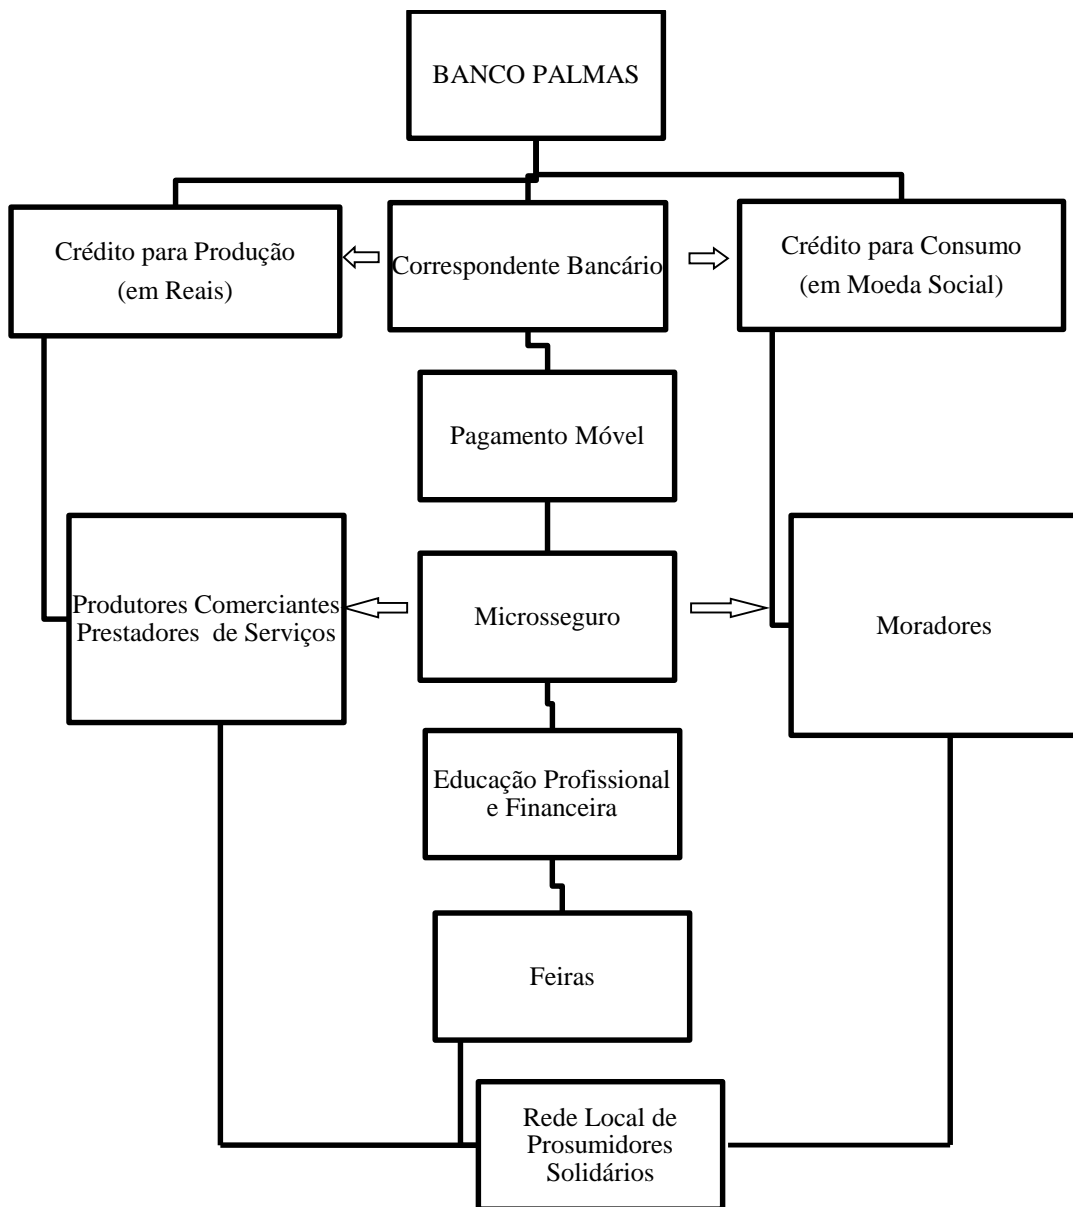 BANCO PALMAS
Crédito para Produção
(em Reais)
Correspondente Bancário
Crédito para Consumo
(em Moeda Social)
Pagamento Móvel
Produtores Comerciantes
Prestadores de Serviços
Microsseguro
Moradores
Educação Profissional
e Financeira
Feiras
Rede Local de
Prosumidores
Solidários